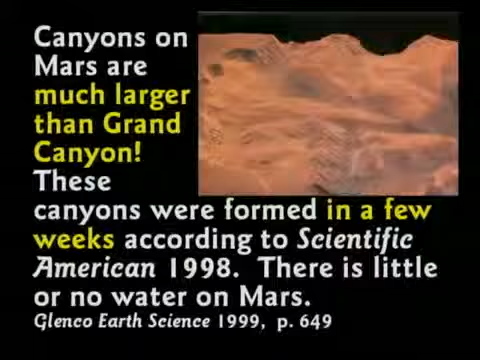 Canyons on
Mars are
much larger
than Grand
Canyon!
These
canyons were formed in a few
weeks according to Scientific
American 1998.  There is little
or no water on Mars.
Glenco Earth Science 1999,  p. 649